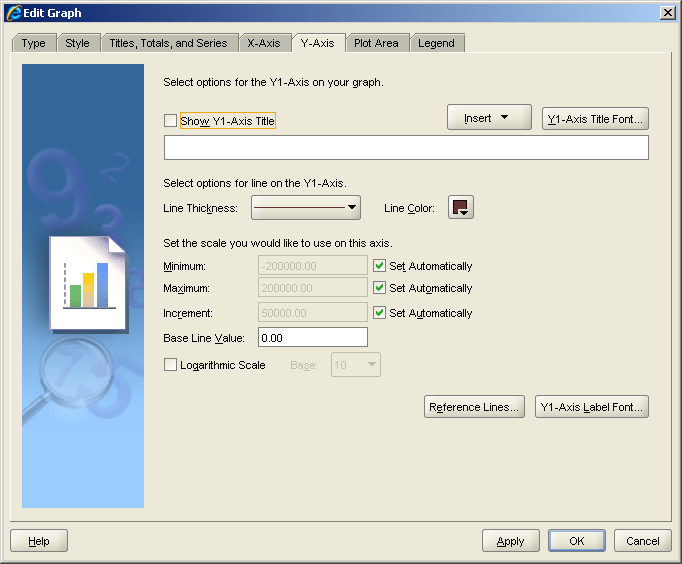 Edit Graph
Type Style Titles, Totals, and Series X-Axis Y-Axis Plot Area Legend
Select options for the Y1-Axis on your graph.
Show Y1-Axis Title Insert Y1-Axis Title Font...
Select options for line on the Y1-Axis.
Line Thickness: Line Color:
Set the scale you would like to use on this axis.
Minimum: -200000.00 Set Automatically
Maximum: 200000.00 Set Automatically
Increment: 50000.00 Set Automatically
Base Line Value: 0.00
Logarithmic Scale Base: 10
Reference Lines... Y1-Axis Label Font...
Help Apply OK Cancel